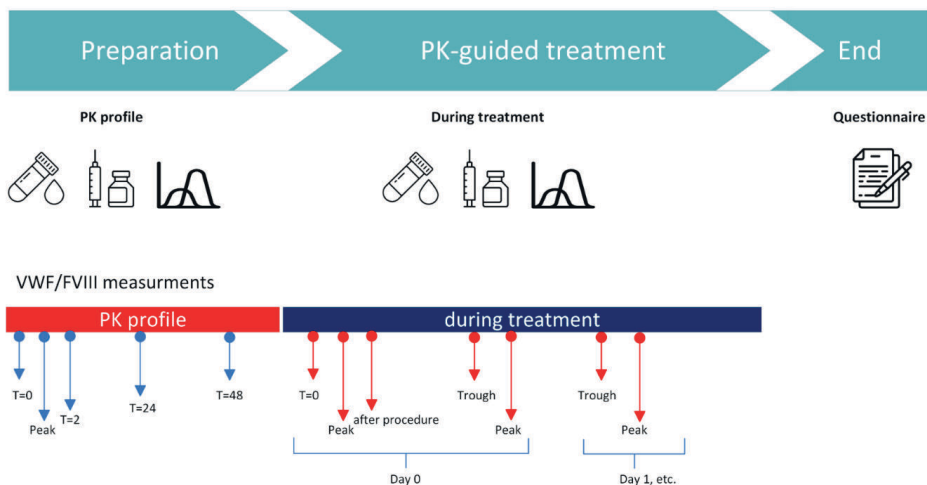 Preparation
PK-guided treatment
End
PK profile
During treatment
Questionnaire
VWF/FVIII measurments
PK profile
during treatment
T=0
Peak
T=2
T=24
T=48
T=0
Peak
after procedure
Trough
Peak
Trough
Peak
Day 0
Day 1, etc.